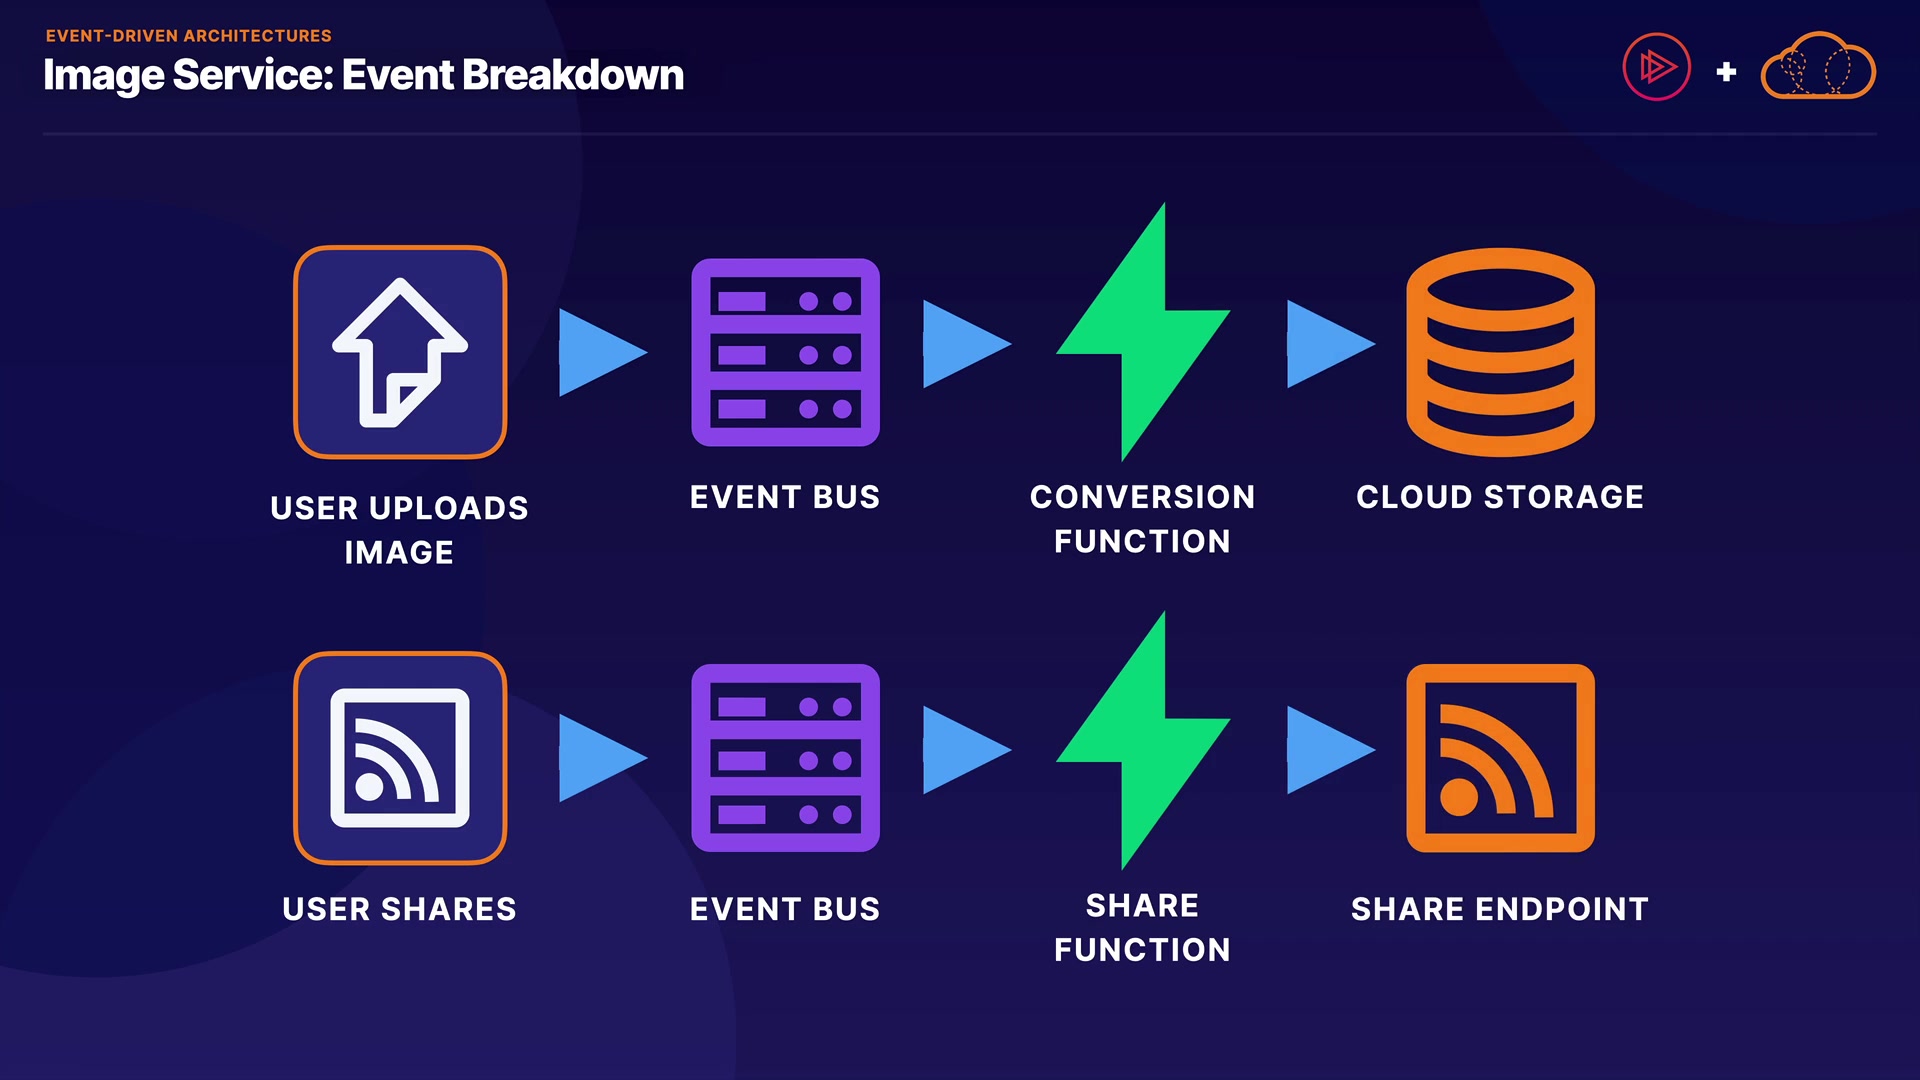 EVENT-DRIVEN ARCHITECTURES
Image Service: Event Breakdown
+
USER UPLOADS
IMAGE
EVENT BUS
CONVERSION
FUNCTION
CLOUD STORAGE
USER SHARES
EVENT BUS
SHARE
FUNCTION
SHARE ENDPOINT